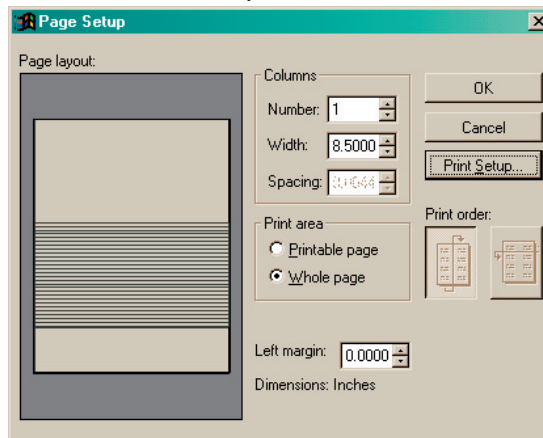 Page Setup
Page layout:
Columns
Number: 1
Width: 8.5000
Spacing:
Print area
Printable page
Whole page
Left margin: 0.0000
Dimensions: Inches
OK
Cancel
Print Setup...
Print order: